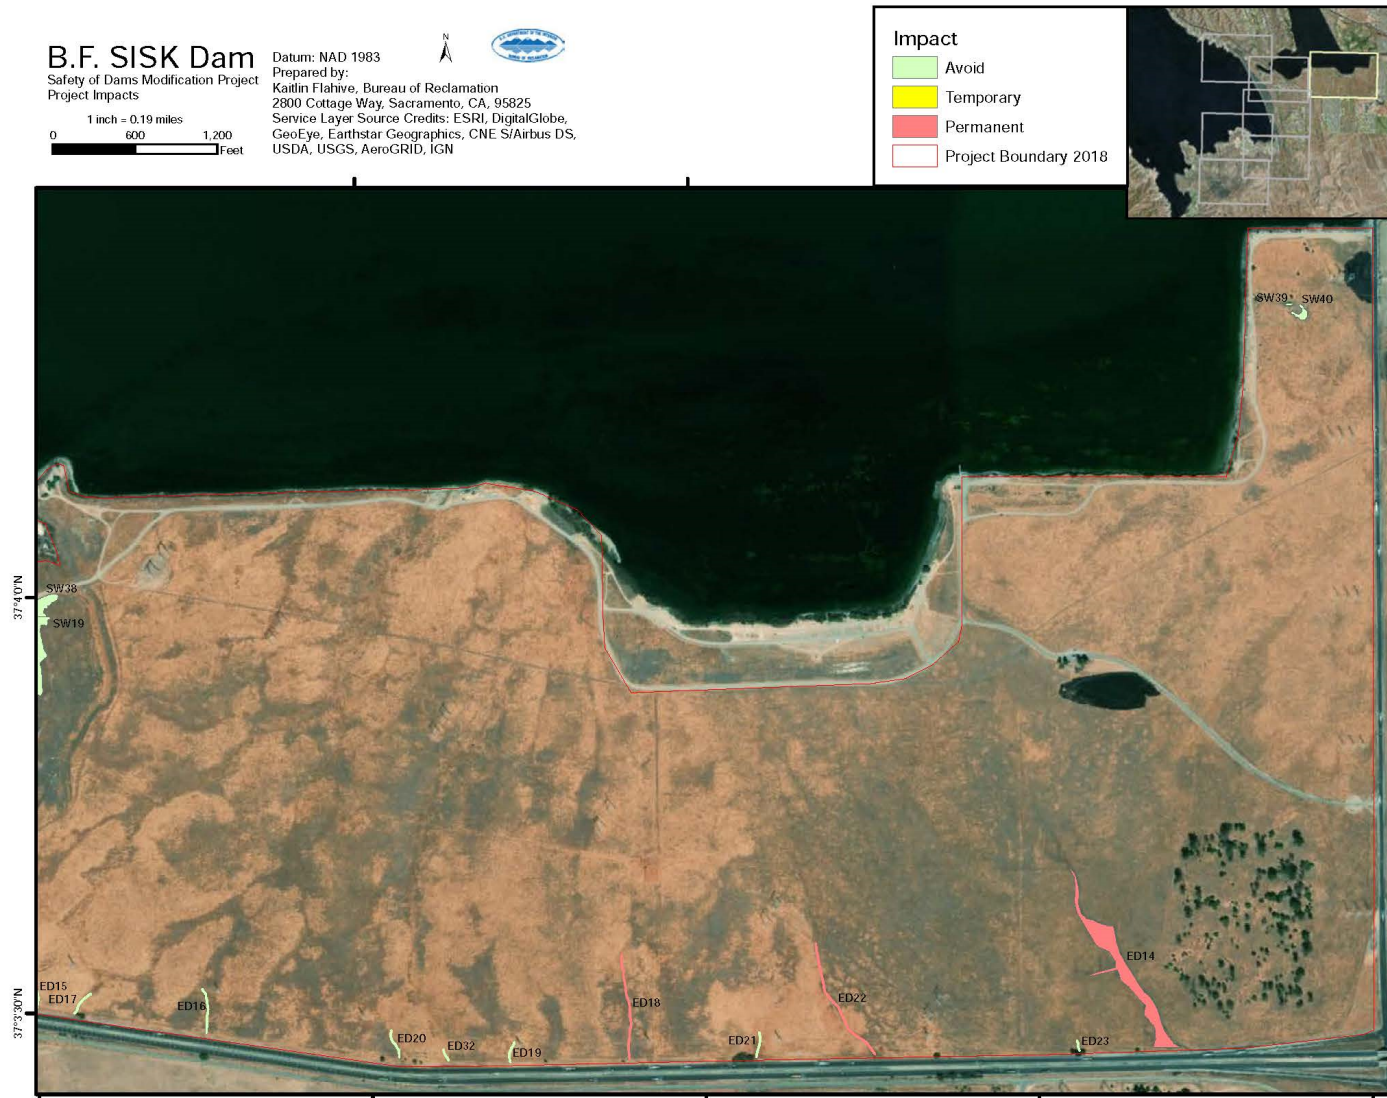 B.F. SISK Dam
Safety of Dams Modification Project
Project Impacts
1 inch = 0.19 miles
0 600 1,200
Feet
Datum: NAD 1983
Prepared by:
Kaitlin Flahive, Bureau of Reclamation
2800 Cottage Way, Sacramento, CA, 95825
Service Layer Source Credits: ESRI, DigitalGlobe,
GeoEye, Earthstar Geographics, CNE S/Airbus DS,
USDA, USGS, AeroGRID, IGN
N
Impact
Avoid
Temporary
Permanent
Project Boundary 2018
SW39 SW40
37°4'0"N
SW38
SW19
37°3'30"N
ED15
ED17
ED16
ED20
ED32
ED19
ED18
ED21
ED22
ED23
ED14